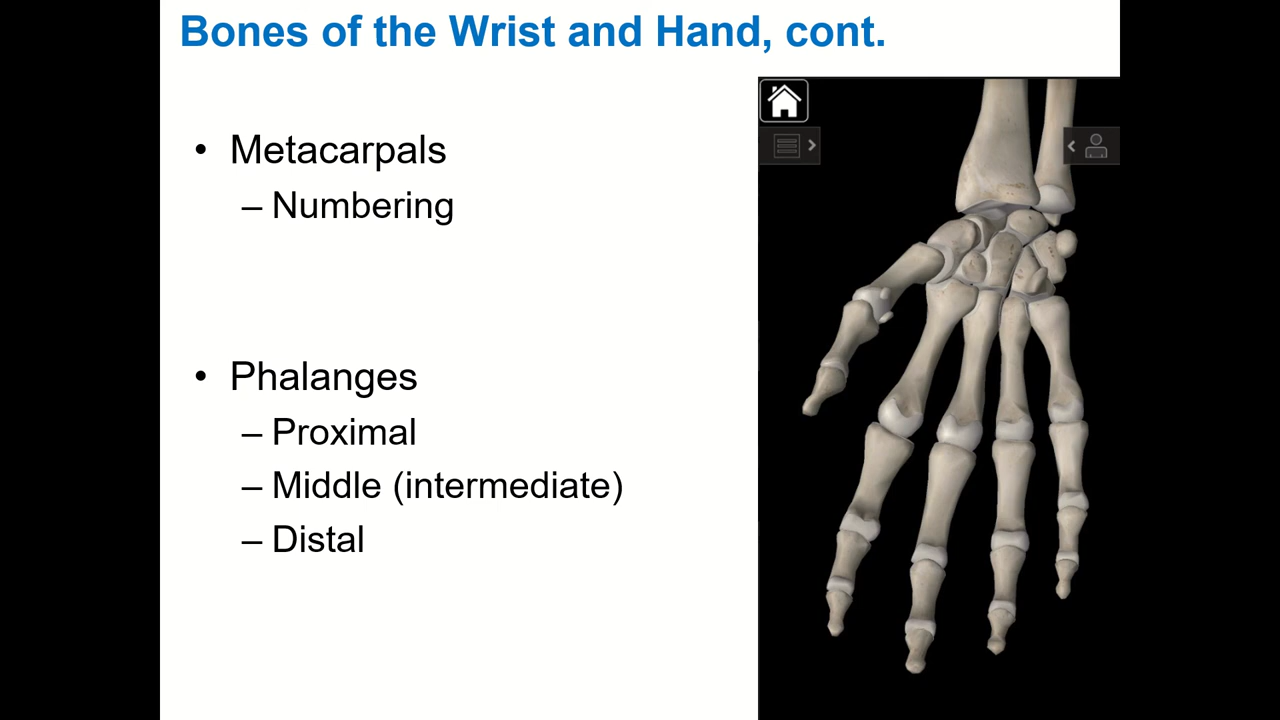 Bones of the Wrist and Hand, cont.
• Metacarpals
– Numbering
• Phalanges
– Proximal
– Middle (intermediate)
– Distal